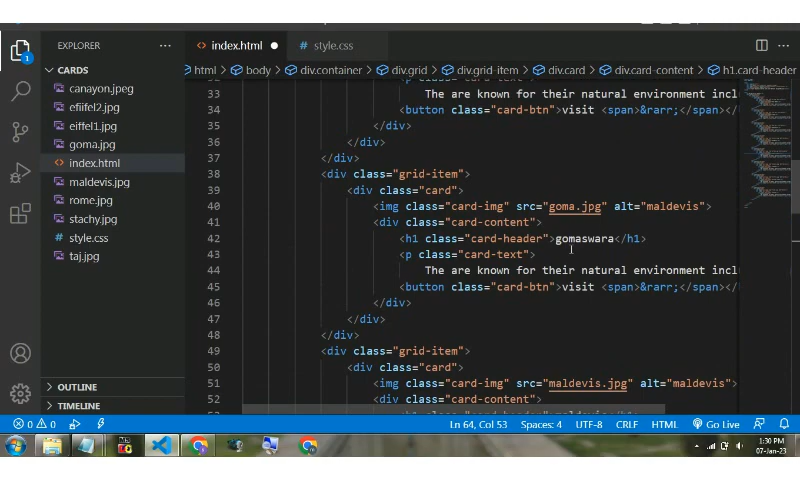 EXPLORER
index.html
style.css
CARDS
html > body > div.container > div.grid > div.grid-item > div.card > div.card-content > h1.card-header
canayon.jpeg
efiifel2.jpg
eiffel1.jpg
goma.jpg
index.html
maldevis.jpg
rome.jpg
stachy.jpg
style.css
taj.jpg
OUTLINE
TIMELINE
33 The are known for their natural environment incl
34 <button class="card-btn">visit <span>&rarr;</span></
35 </div>
36 </div>
37 </div>
38 <div class="grid-item">
39 <div class="card">
40 <img class="card-img" src="goma.jpg" alt="maldevis">
41 <div class="card-content">
42 <h1 class="card-header">gomaswara</h1>
43 <p class="card-text">
44 The are known for their natural environment incl
45 <button class="card-btn">visit <span>&rarr;</span></
46 </div>
47 </div>
48 </div>
49 <div class="grid-item">
50 <div class="card">
51 <img class="card-img" src="maldevis.jpg" alt="maldevis">
52 <div class="card-content">
0 0 Ln 64, Col 53 Spaces: 4 UTF-8 CRLF HTML Go Live
1:30 PM
07-Jan-23